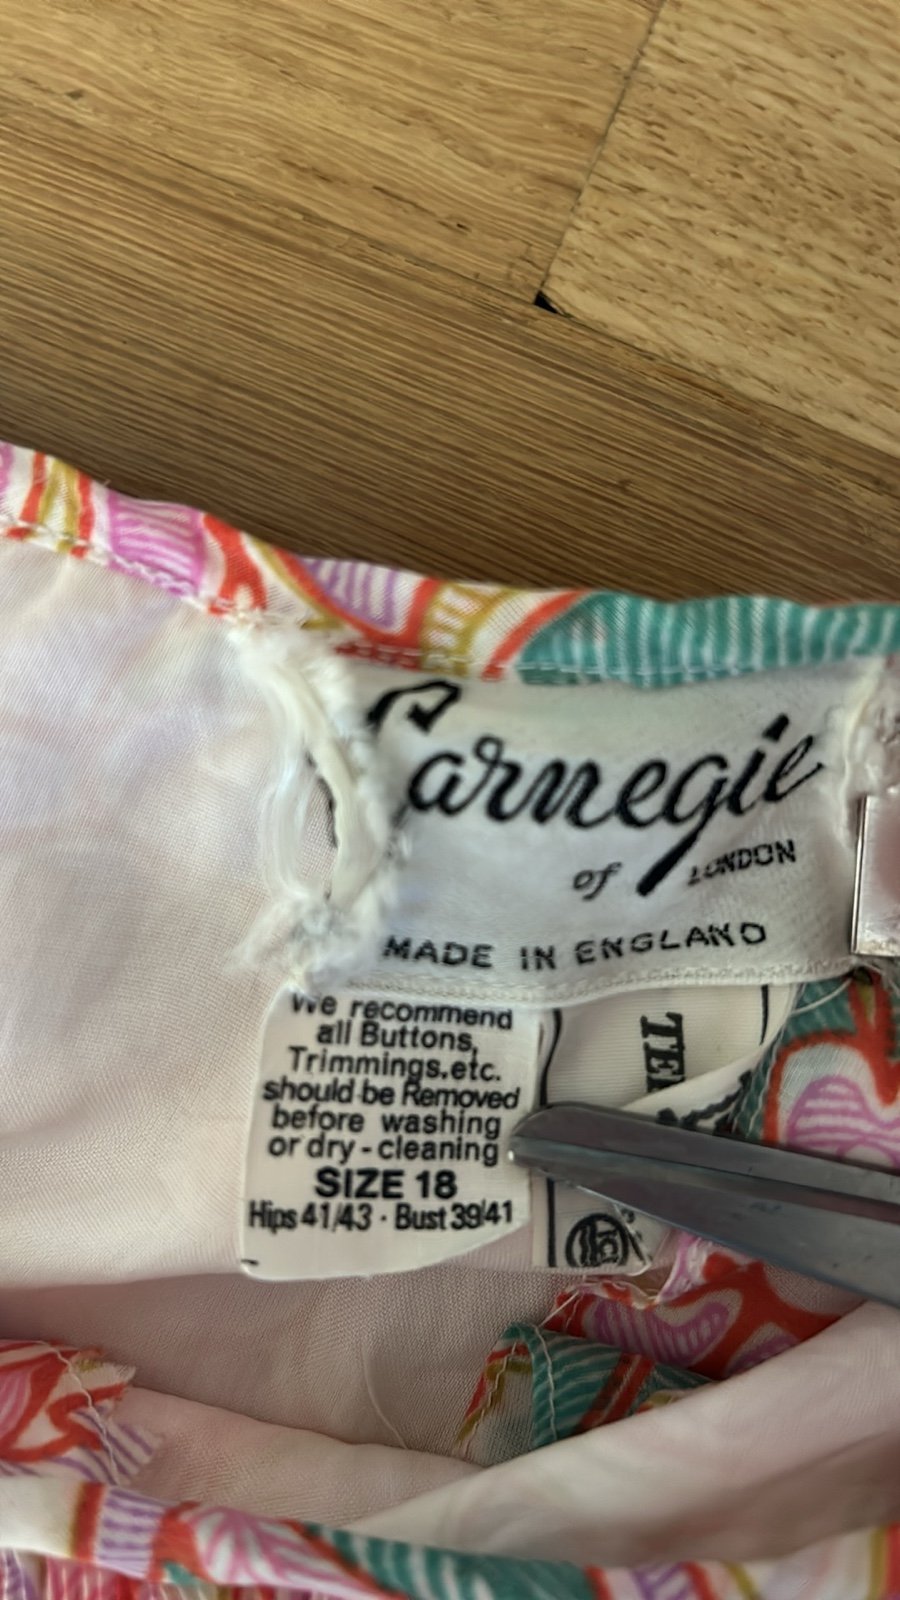 Carnegie
of LONDON
MADE IN ENGLAND
We recommend
all Buttons,
Trimmings.etc.
should be Removed
before washing
or dry-cleaning
SIZE 18
Hips 41/43 · Bust 39/41
ICI